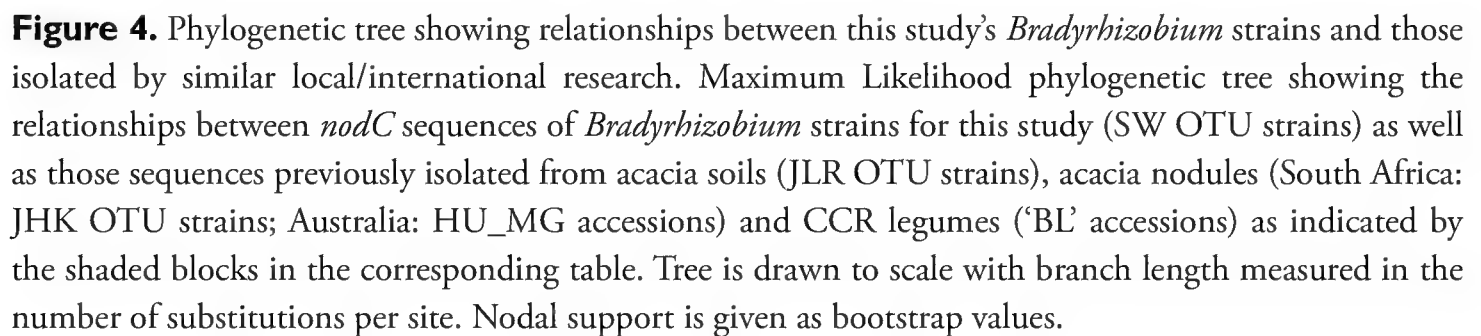 Figure 4. Phylogenetic tree showing relationships between this study's Bradyrhizobium strains and those
isolated by similar local/international research. Maximum Likelihood phylogenetic tree showing the
relationships between nodC sequences of Bradyrhizobium strains for this study (SW OTU strains) as well
as those sequences previously isolated from acacia soils (JLR OTU strains), acacia nodules (South Africa:
JHK OTU strains; Australia: HU_MG accessions) and CCR legumes ('BL' accessions) as indicated by
the shaded blocks in the corresponding table. Tree is drawn to scale with branch length measured in the
number of substitutions per site. Nodal support is given as bootstrap values.